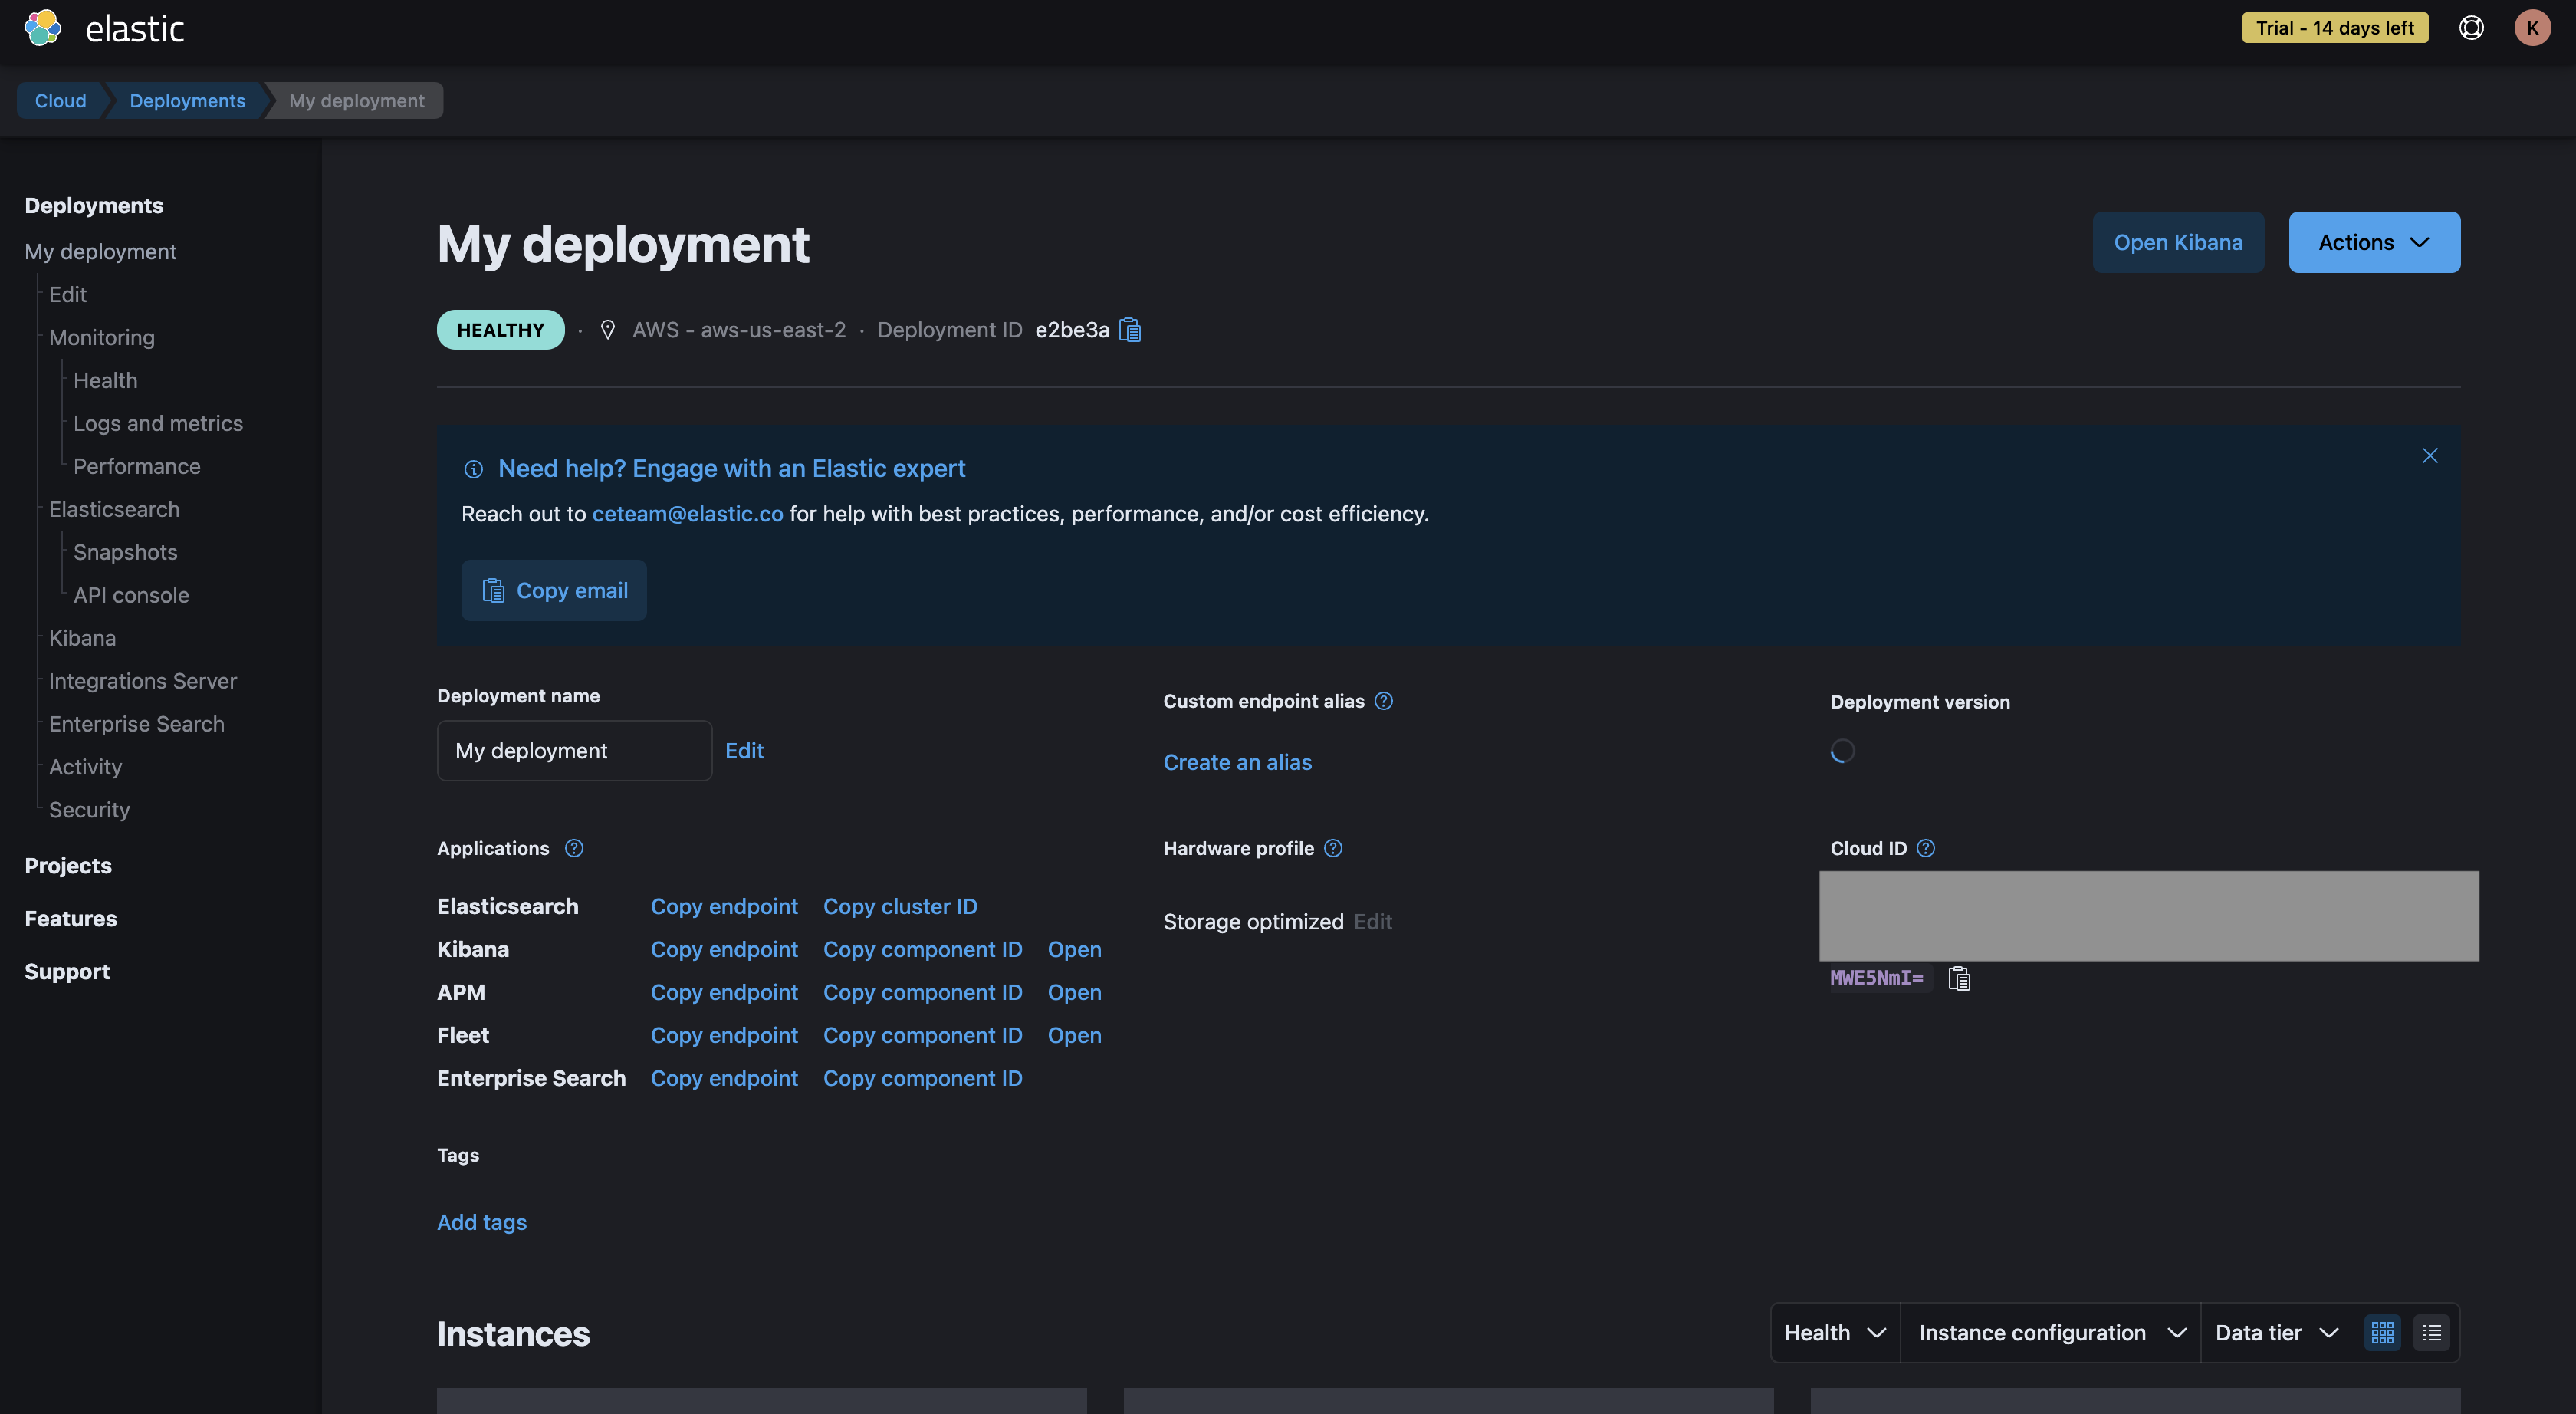 elastic
Trial - 14 days left
K
Cloud
Deployments
My deployment
Deployments
My deployment
Edit
Monitoring
Health
Logs and metrics
Performance
Elasticsearch
Snapshots
API console
Kibana
Integrations Server
Enterprise Search
Activity
Security
Projects
Features
Support
My deployment
Open Kibana
Actions
HEALTHY · AWS - aws-us-east-2 · Deployment ID e2be3a
Need help? Engage with an Elastic expert
Reach out to ceteam@elastic.co for help with best practices, performance, and/or cost efficiency.
Copy email
Deployment name
My deployment Edit
Custom endpoint alias
Create an alias
Deployment version
Applications
Elasticsearch Copy endpoint Copy cluster ID
Kibana Copy endpoint Copy component ID Open
APM Copy endpoint Copy component ID Open
Fleet Copy endpoint Copy component ID Open
Enterprise Search Copy endpoint Copy component ID
Hardware profile
Storage optimized Edit
Cloud ID
MWE5NmI=
Tags
Add tags
Instances
Health Instance configuration Data tier